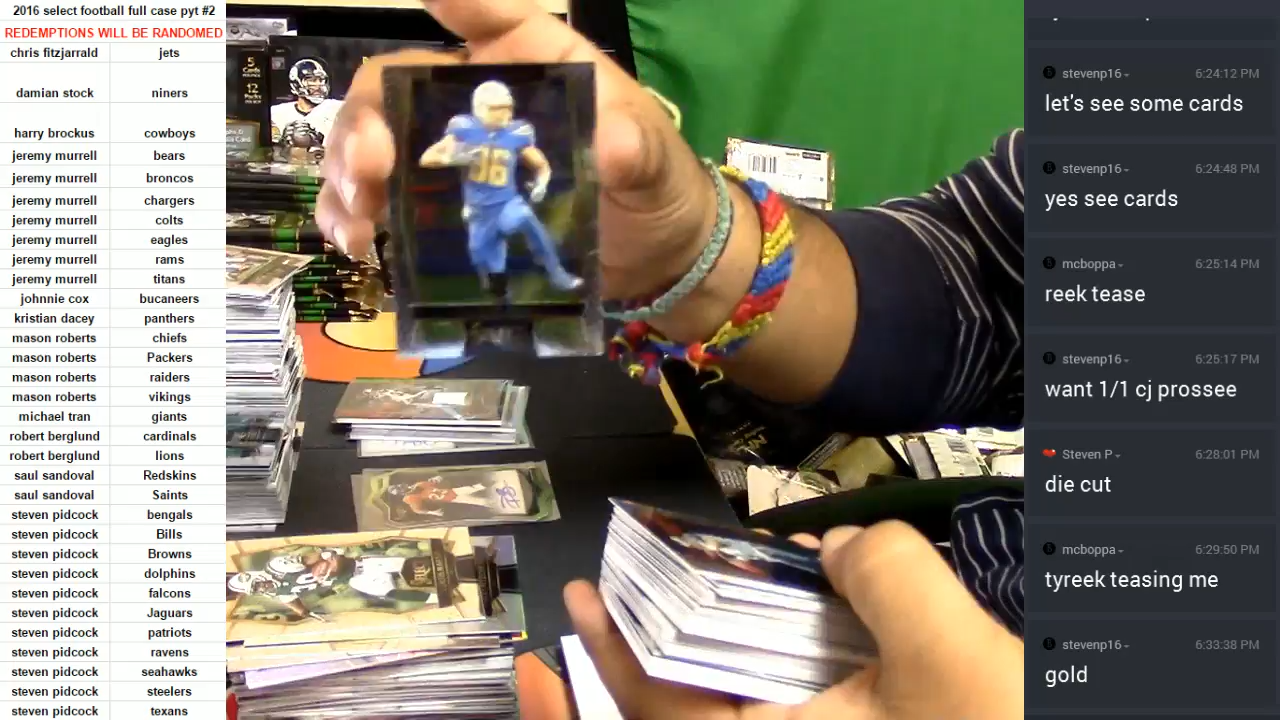 2016 select football full case pyt #2
REDEMPTIONS WILL BE RANDOMED
chris fitzjarrald jets
damian stock niners
harry brockus cowboys
jeremy murrell bears
jeremy murrell broncos
jeremy murrell chargers
jeremy murrell colts
jeremy murrell eagles
jeremy murrell rams
jeremy murrell titans
johnnie cox bucaneers
kristian dacey panthers
mason roberts chiefs
mason roberts Packers
mason roberts raiders
mason roberts vikings
michael tran giants
robert berglund cardinals
robert berglund lions
saul sandoval Redskins
saul sandoval Saints
steven pidcock bengals
steven pidcock Bills
steven pidcock Browns
steven pidcock dolphins
steven pidcock falcons
steven pidcock Jaguars
steven pidcock patriots
steven pidcock ravens
steven pidcock seahawks
steven pidcock steelers
steven pidcock texans
5
Cards
12
Packs
86
stevenp16 6:24:12 PM
let's see some cards
stevenp16 6:24:48 PM
yes see cards
mcboppa 6:25:14 PM
reek tease
stevenp16 6:25:17 PM
want 1/1 cj prossee
Steven P 6:28:01 PM
die cut
mcboppa 6:29:50 PM
tyreek teasing me
stevenp16 6:33:38 PM
gold